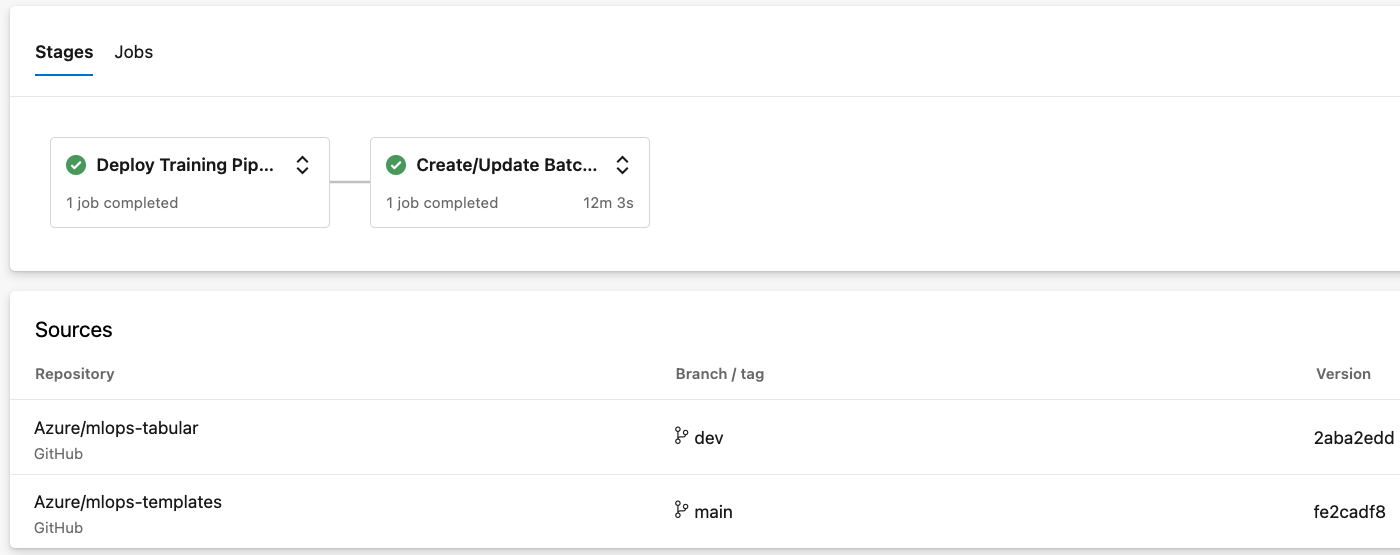 Stages Jobs
Deploy Training Pip... Create/Update Batc...
1 job completed 1 job completed 12m 3s
Sources
Repository Branch / tag Version
Azure/mlops-tabular
GitHub
dev 2aba2edd
Azure/mlops-templates
GitHub
main fe2cadf8